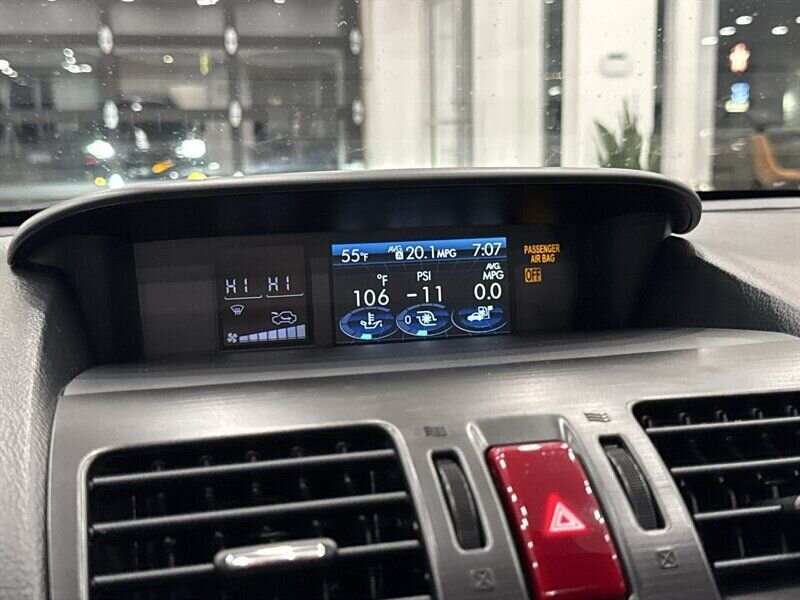 HI HI
55°F AVG. A 20.1 MPG 7:07
°F PSI AVG. MPG
106 -11 0.0
0
PASSENGER
AIR BAG
OFF